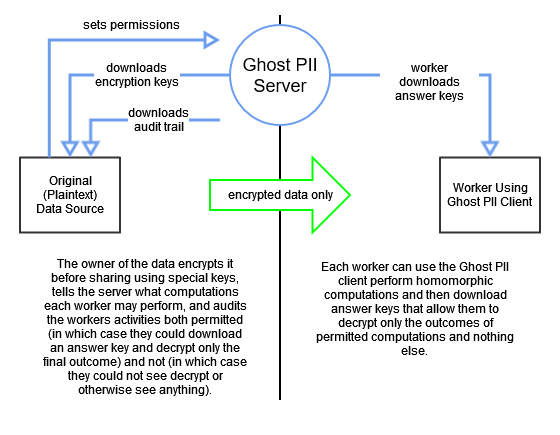 sets permissions
Ghost PII
Server
downloads
encryption keys
worker
downloads
answer keys
downloads
audit trail
Original
(Plaintext)
Data Source
encrypted data only
Worker Using
Ghost PII Client
The owner of the data encrypts it
before sharing using special keys,
tells the server what computations
each worker may perform, and audits
the workers activities both permitted
(in which case they could download
an answer key and decrypt only the
final outcome) and not (in which case
they could not see decrypt or
otherwise see anything).
Each worker can use the Ghost PII
client perform homomorphic
computations and then download
answer keys that allow them to
decrypt only the outcomes of
permitted computations and nothing
else.